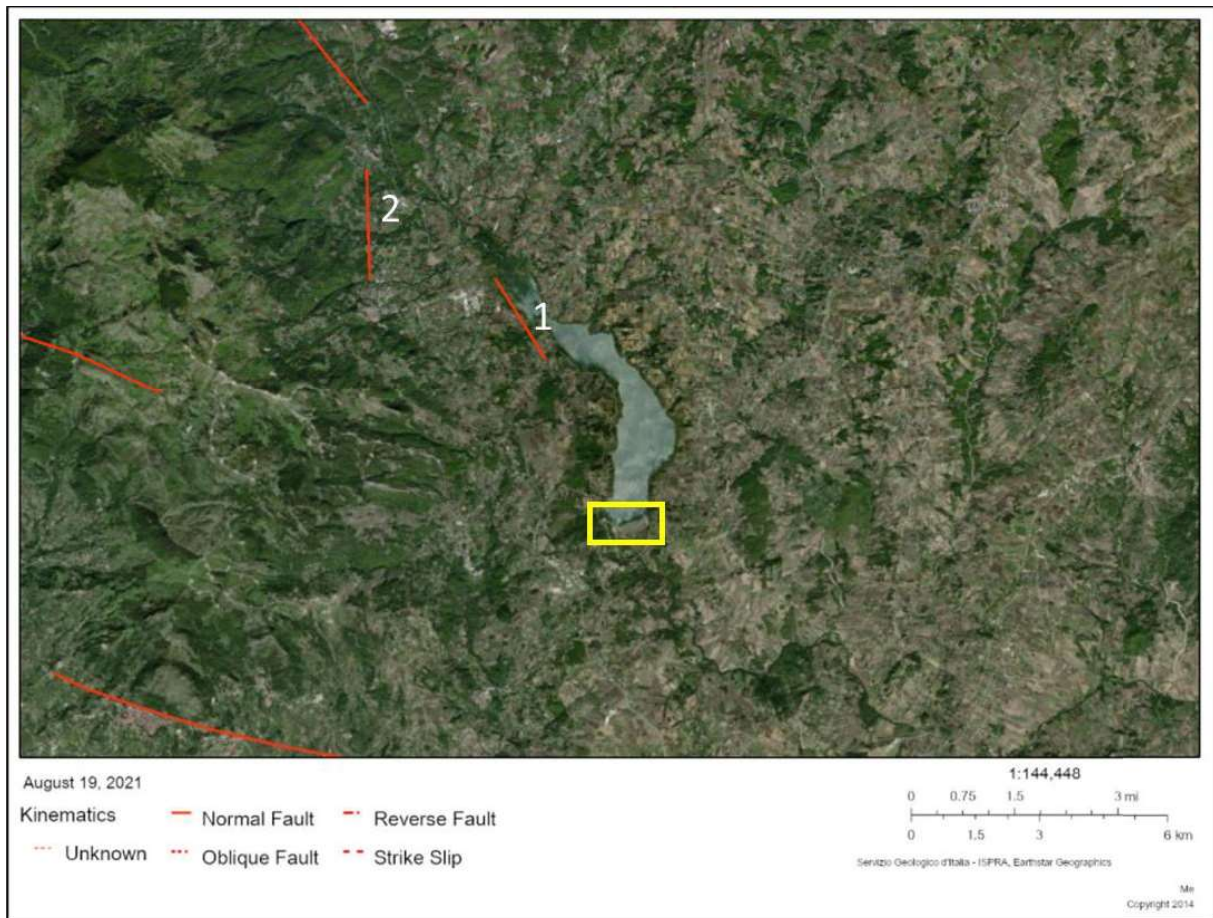 2
1
August 19, 2021
1:144,448
Kinematics
Normal Fault
Reverse Fault
Unknown
Oblique Fault
Strike Slip
0 0.75 1.5 3 mi
0 1.5 3 6 km
Servizio Geologico d'Italia - ISPRA, Earthstar Geographics
Me
Copyright 2014